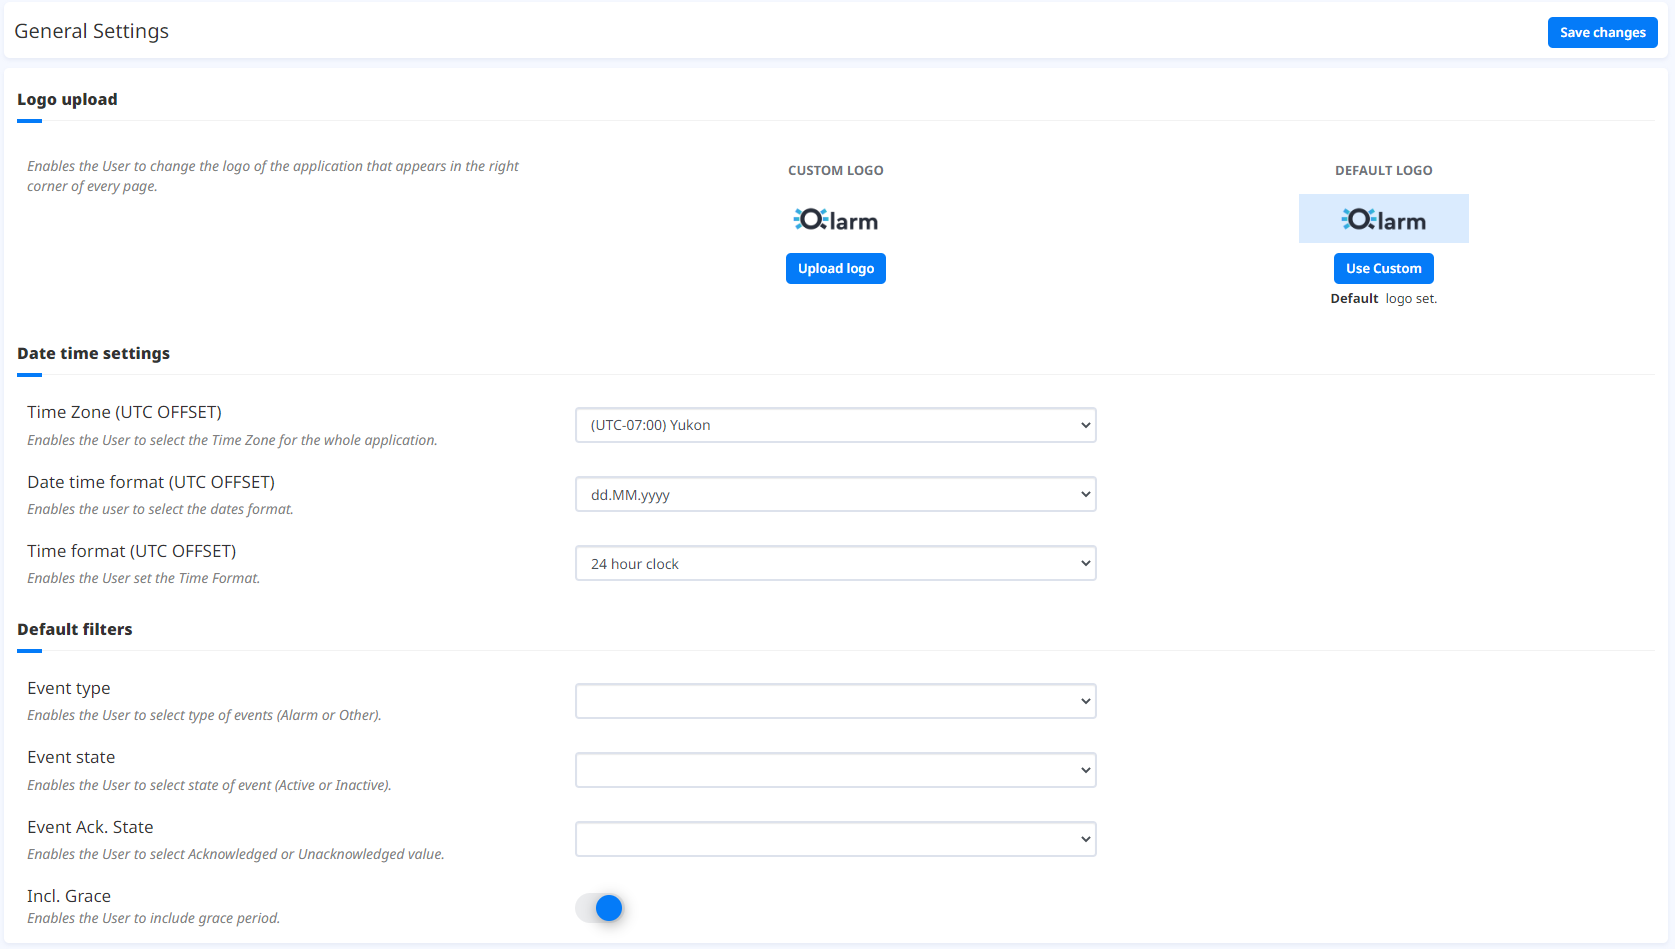 General Settings
Save changes
Logo upload
Enables the User to change the logo of the application that appears in the right
corner of every page.
CUSTOM LOGO
Olarm
Upload logo
DEFAULT LOGO
Olarm
Use Custom
Default logo set.
Date time settings
Time Zone (UTC OFFSET)
Enables the User to select the Time Zone for the whole application.
(UTC-07:00) Yukon
Date time format (UTC OFFSET)
Enables the user to select the dates format.
dd.MM.yyyy
Time format (UTC OFFSET)
Enables the User set the Time Format.
24 hour clock
Default filters
Event type
Enables the User to select type of events (Alarm or Other).
Event state
Enables the User to select state of event (Active or Inactive).
Event Ack. State
Enables the User to select Acknowledged or Unacknowledged value.
Incl. Grace
Enables the User to include grace period.